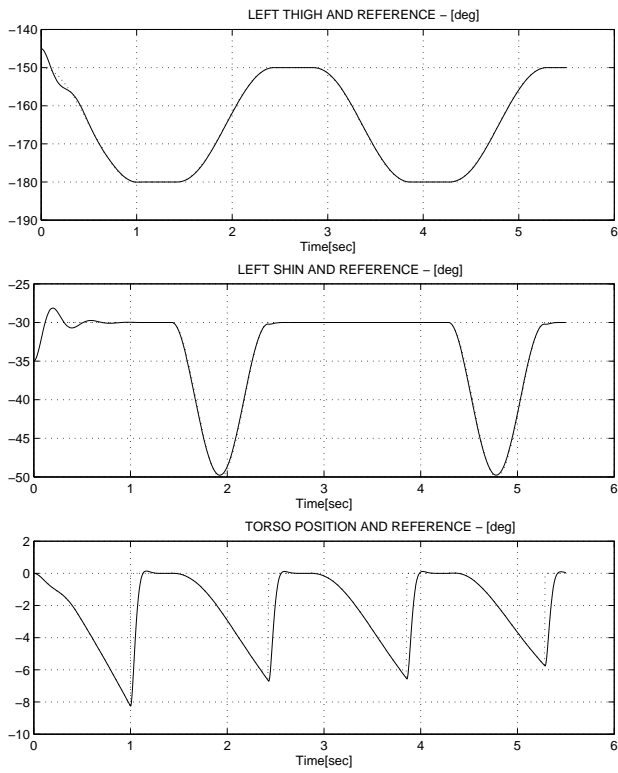 LEFT THIGH AND REFERENCE – [deg]
−140
−150
−160
−170
−180
−190
0 1 2 3 4 5 6
Time[sec]
LEFT SHIN AND REFERENCE – [deg]
−25
−30
−35
−40
−45
−50
0 1 2 3 4 5 6
Time[sec]
TORSO POSITION AND REFERENCE – [deg]
2
0
−2
−4
−6
−8
−10
0 1 2 3 4 5 6
Time[sec]